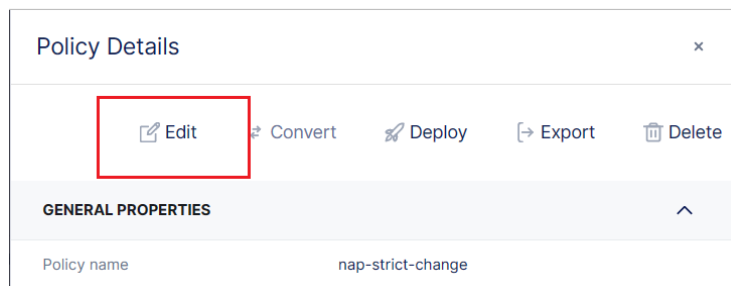 Policy Details ×
Edit Convert Deploy Export Delete
GENERAL PROPERTIES
Policy name nap-strict-change